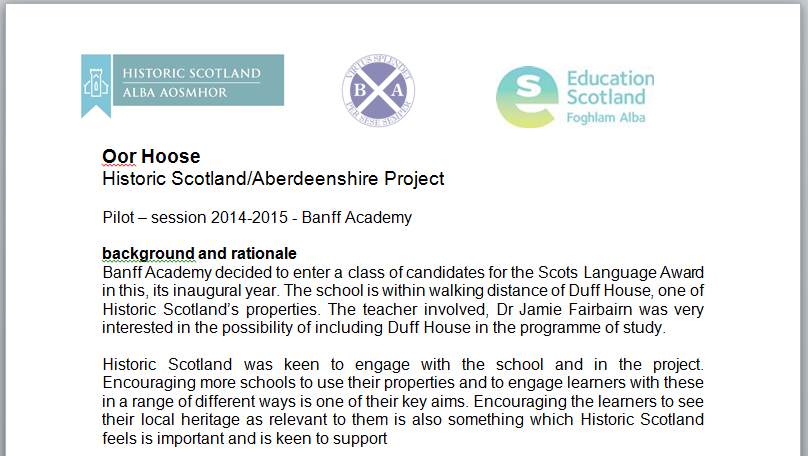 HISTORIC SCOTLAND
ALBA AOSMHOR
VIRTUS SPLENDET
B A
PER SESE SEMPER
se
Education
Scotland
Foghlam Alba
Oor Hoose
Historic Scotland/Aberdeenshire Project
Pilot – session 2014-2015 - Banff Academy
background and rationale
Banff Academy decided to enter a class of candidates for the Scots Language Award
in this, its inaugural year. The school is within walking distance of Duff House, one of
Historic Scotland’s properties. The teacher involved, Dr Jamie Fairbairn was very
interested in the possibility of including Duff House in the programme of study.
Historic Scotland was keen to engage with the school and in the project.
Encouraging more schools to use their properties and to engage learners with these
in a range of different ways is one of their key aims. Encouraging the learners to see
their local heritage as relevant to them is also something which Historic Scotland
feels is important and is keen to support